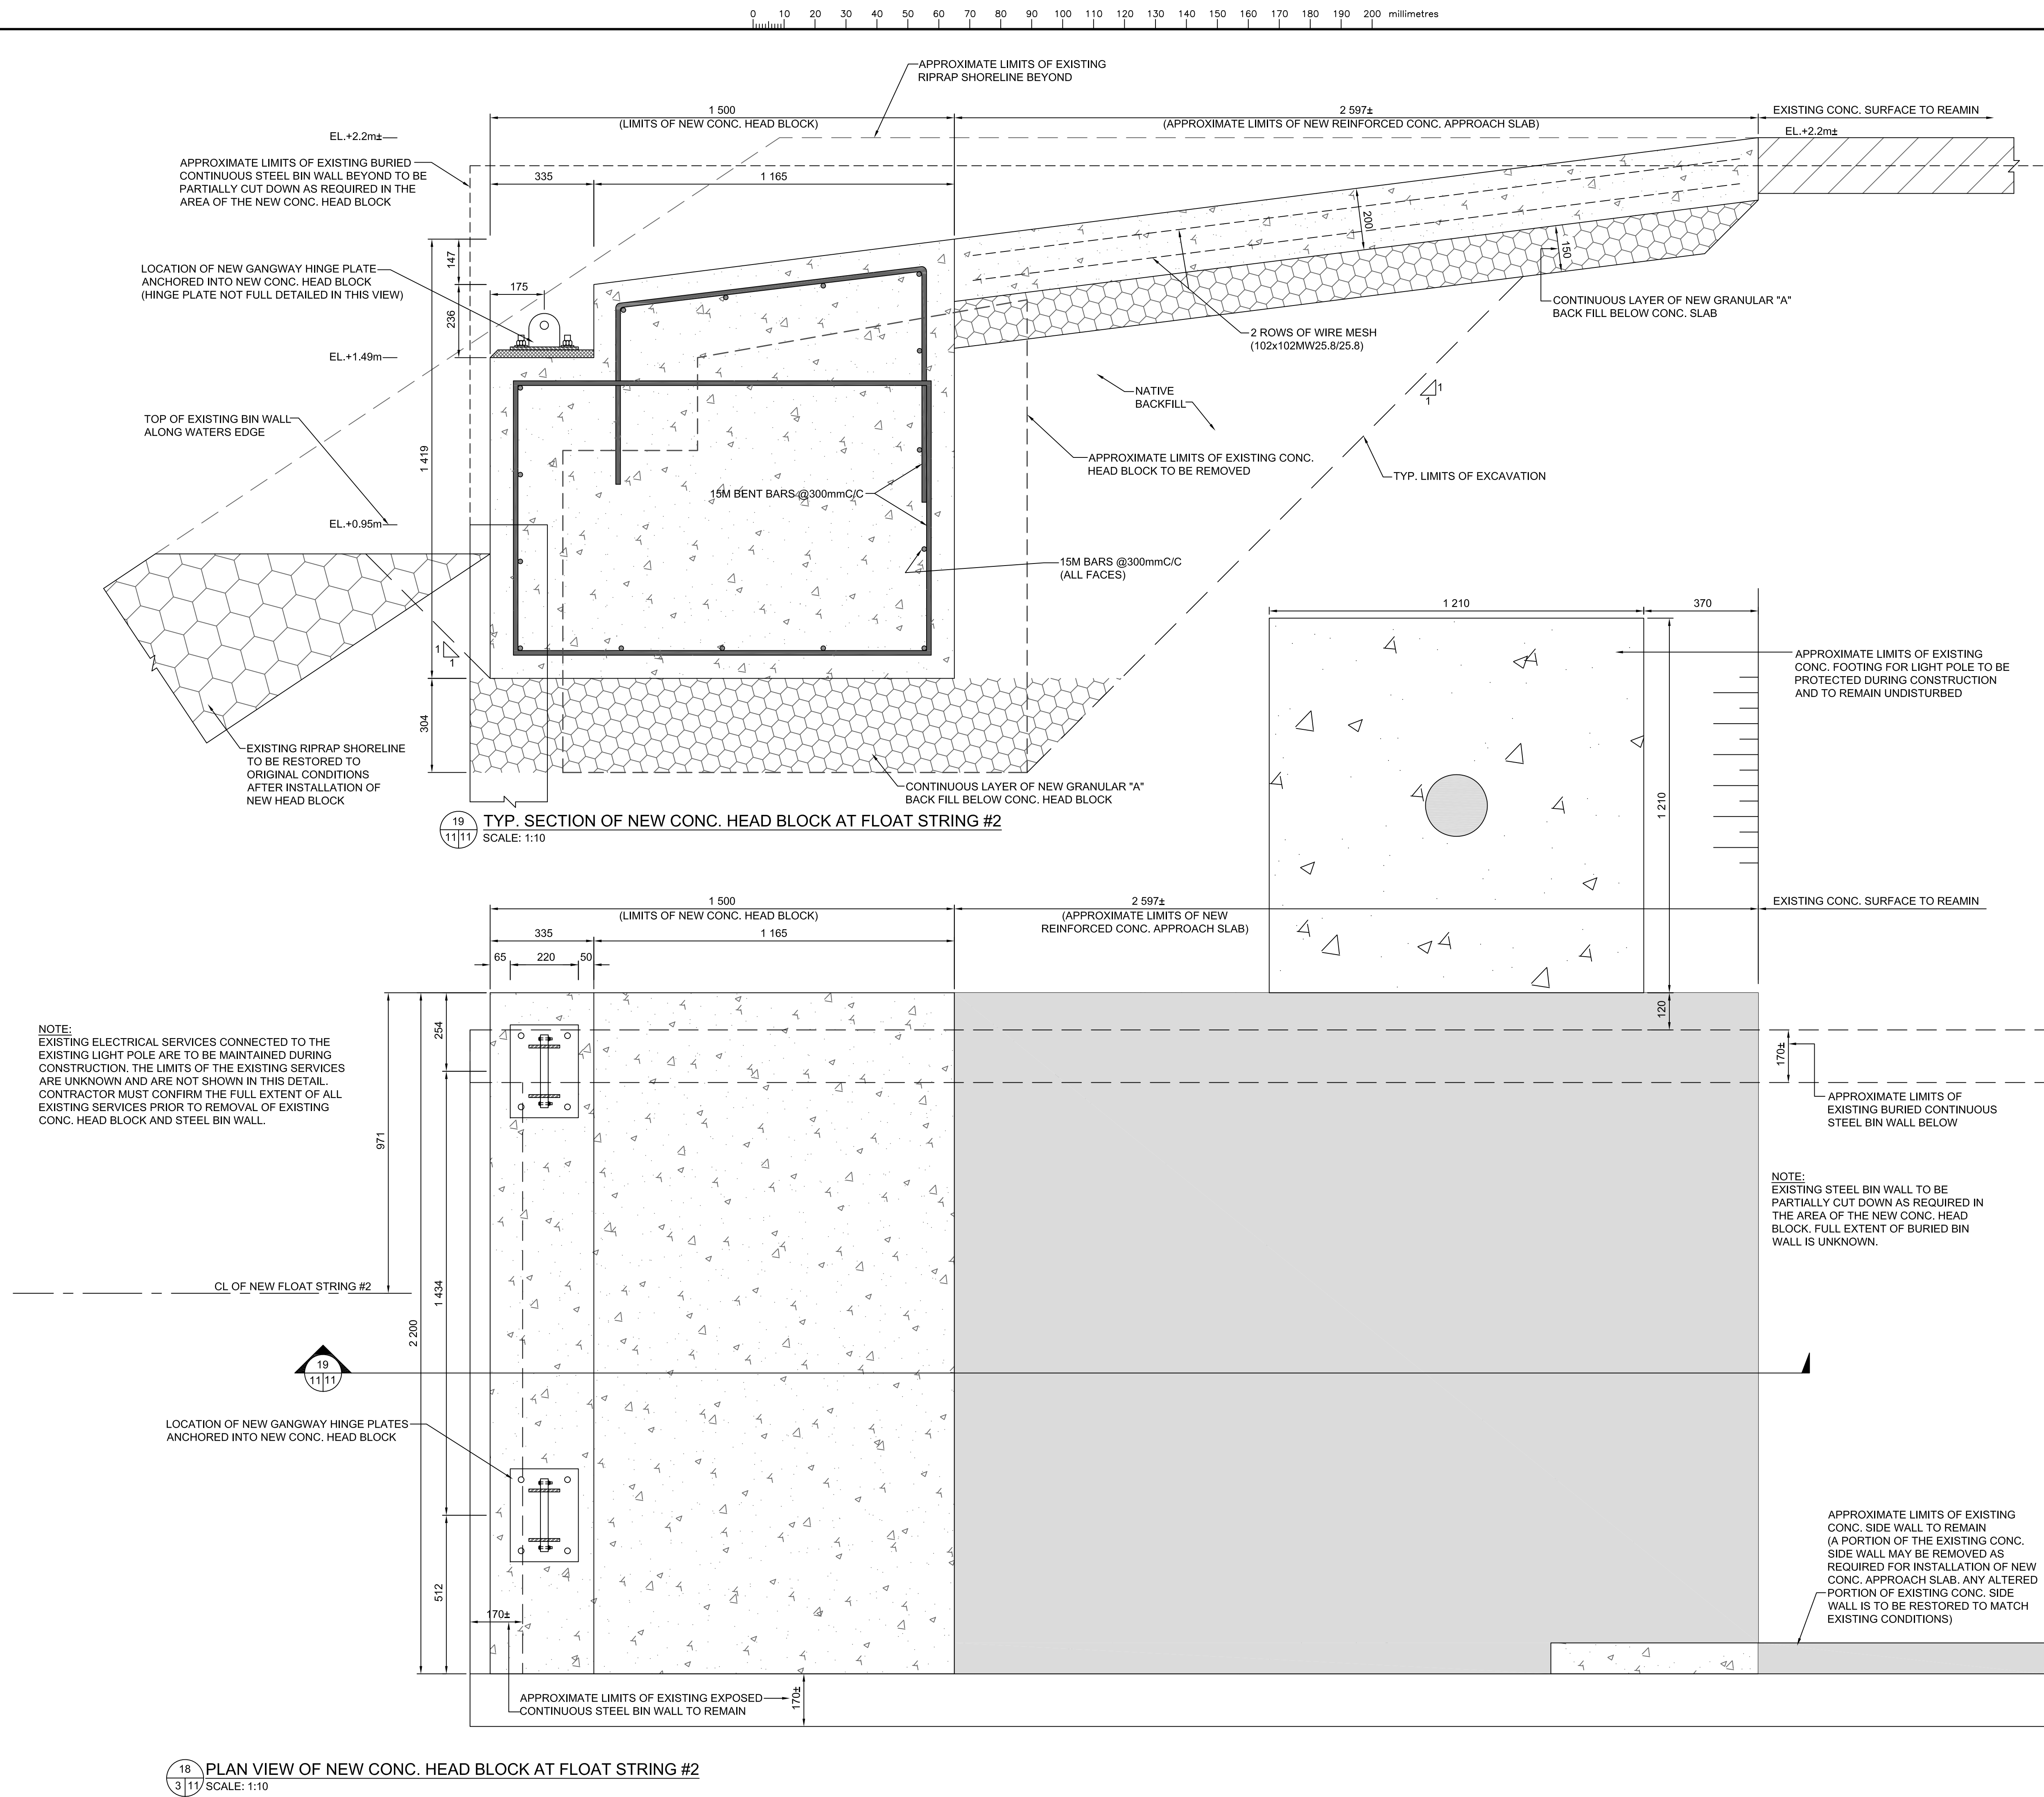 0 10 20 30 40 50 60 70 80 90 100 110 120 130 140 150 160 170 180 190 200 millimetres
APPROXIMATE LIMITS OF EXISTING
RIPRAP SHORELINE BEYOND
1 500
(LIMITS OF NEW CONC. HEAD BLOCK)
2 597±
(APPROXIMATE LIMITS OF NEW REINFORCED CONC. APPROACH SLAB)
EXISTING CONC. SURFACE TO REAMIN
EL.+2.2m±
EL.+2.2m±
APPROXIMATE LIMITS OF EXISTING BURIED
CONTINUOUS STEEL BIN WALL BEYOND TO BE
PARTIALLY CUT DOWN AS REQUIRED IN THE
AREA OF THE NEW CONC. HEAD BLOCK
335
1 165
200
150
147
236
1 419
304
LOCATION OF NEW GANGWAY HINGE PLATE
ANCHORED INTO NEW CONC. HEAD BLOCK
(HINGE PLATE NOT FULL DETAILED IN THIS VIEW)
175
CONTINUOUS LAYER OF NEW GRANULAR "A"
BACK FILL BELOW CONC. SLAB
2 ROWS OF WIRE MESH
(102x102MW25.8/25.8)
EL.+1.49m
NATIVE
BACKFILL
1
1
TOP OF EXISTING BIN WALL
ALONG WATERS EDGE
APPROXIMATE LIMITS OF EXISTING CONC.
HEAD BLOCK TO BE REMOVED
TYP. LIMITS OF EXCAVATION
15M BENT BARS @300mmC/C
EL.+0.95m
15M BARS @300mmC/C
(ALL FACES)
1
1
1 210
370
APPROXIMATE LIMITS OF EXISTING
CONC. FOOTING FOR LIGHT POLE TO BE
PROTECTED DURING CONSTRUCTION
AND TO REMAIN UNDISTURBED
1 210
EXISTING RIPRAP SHORELINE
TO BE RESTORED TO
ORIGINAL CONDITIONS
AFTER INSTALLATION OF
NEW HEAD BLOCK
CONTINUOUS LAYER OF NEW GRANULAR "A"
BACK FILL BELOW CONC. HEAD BLOCK
19
11 11
TYP. SECTION OF NEW CONC. HEAD BLOCK AT FLOAT STRING #2
SCALE: 1:10
1 500
(LIMITS OF NEW CONC. HEAD BLOCK)
2 597±
(APPROXIMATE LIMITS OF NEW
REINFORCED CONC. APPROACH SLAB)
EXISTING CONC. SURFACE TO REAMIN
335
1 165
65 220 50
120
170±
NOTE:
EXISTING ELECTRICAL SERVICES CONNECTED TO THE
EXISTING LIGHT POLE ARE TO BE MAINTAINED DURING
CONSTRUCTION. THE LIMITS OF THE EXISTING SERVICES
ARE UNKNOWN AND ARE NOT SHOWN IN THIS DETAIL.
CONTRACTOR MUST CONFIRM THE FULL EXTENT OF ALL
EXISTING SERVICES PRIOR TO REMOVAL OF EXISTING
CONC. HEAD BLOCK AND STEEL BIN WALL.
971
2 200
254
1 434
512
APPROXIMATE LIMITS OF
EXISTING BURIED CONTINUOUS
STEEL BIN WALL BELOW
NOTE:
EXISTING STEEL BIN WALL TO BE
PARTIALLY CUT DOWN AS REQUIRED IN
THE AREA OF THE NEW CONC. HEAD
BLOCK. FULL EXTENT OF BURIED BIN
WALL IS UNKNOWN.
CL OF NEW FLOAT STRING #2
19
11 11
LOCATION OF NEW GANGWAY HINGE PLATES
ANCHORED INTO NEW CONC. HEAD BLOCK
APPROXIMATE LIMITS OF EXISTING
CONC. SIDE WALL TO REMAIN
(A PORTION OF THE EXISTING CONC.
SIDE WALL MAY BE REMOVED AS
REQUIRED FOR INSTALLATION OF NEW
CONC. APPROACH SLAB. ANY ALTERED
PORTION OF EXISTING CONC. SIDE
WALL IS TO BE RESTORED TO MATCH
EXISTING CONDITIONS)
170±
170±
APPROXIMATE LIMITS OF EXISTING EXPOSED
CONTINUOUS STEEL BIN WALL TO REMAIN
18
3 11
PLAN VIEW OF NEW CONC. HEAD BLOCK AT FLOAT STRING #2
SCALE: 1:10